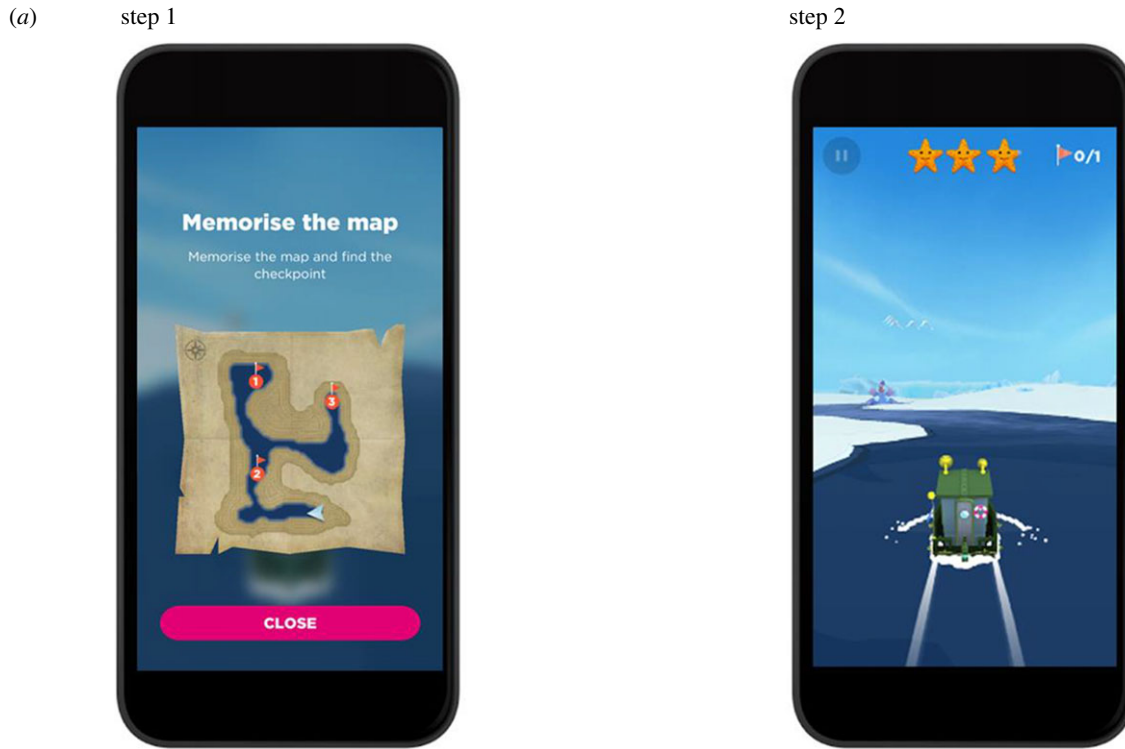 (a) step 1 step 2
Memorise the map
Memorise the map and find the
checkpoint
1
3
2
CLOSE
0/1